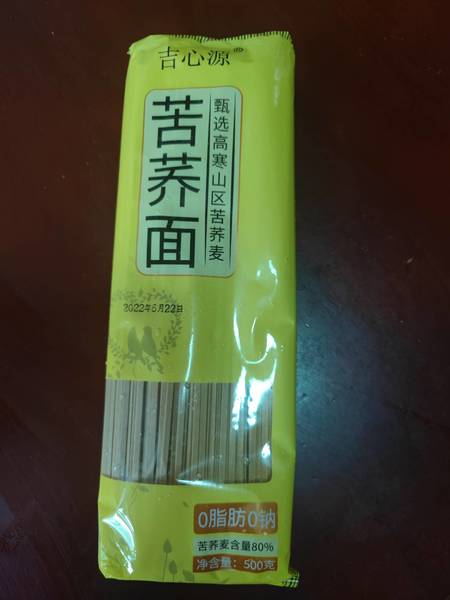 吉心源®
苦荞面
甄选高寒山区苦荞麦
2022年6月22日
0脂肪0钠
苦荞麦含量80%
净含量：500克